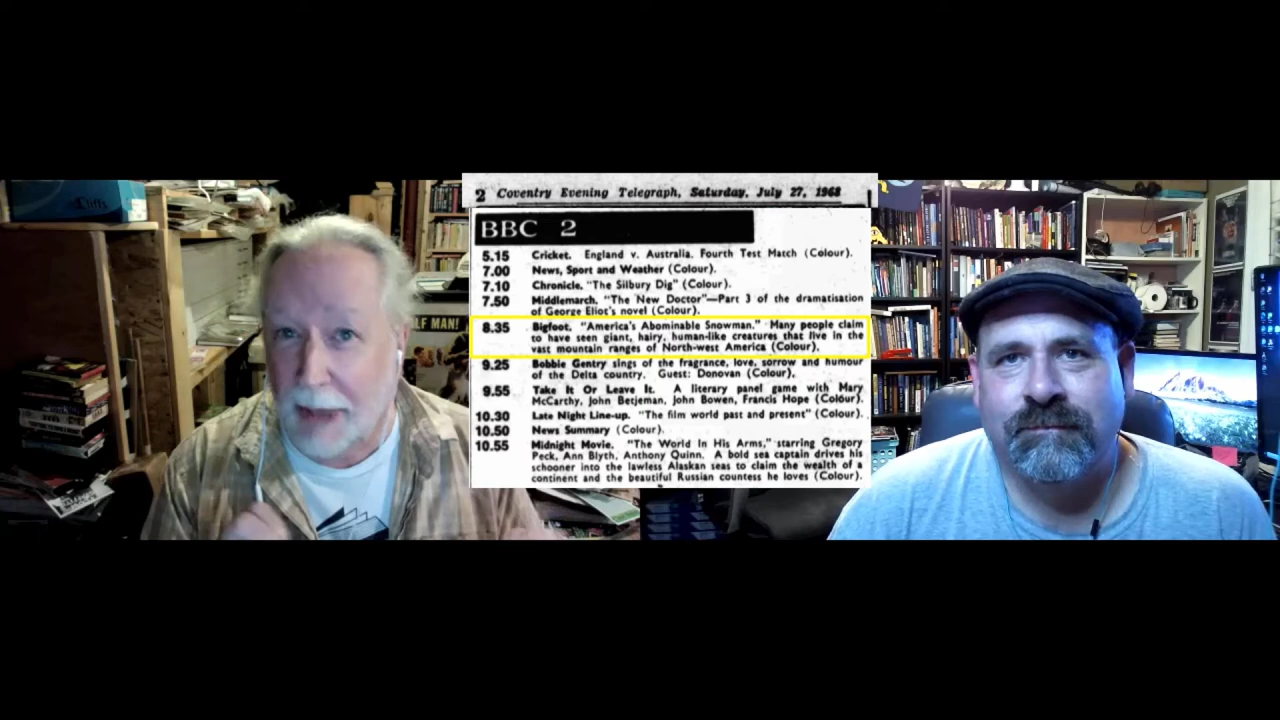 2 Coventry Evening Telegraph, Saturday, July 27, 1968
BBC 2
5.15 Cricket. England v. Australia. Fourth Test Match (Colour).
7.00 News, Sport and Weather (Colour).
7.10 Chronicle. "The Silbury Dig" (Colour).
7.50 Middlemarch. "The New Doctor"—Part 3 of the dramatisation
of George Eliot's novel (Colour).
8.35 Bigfoot. "America's Abominable Snowman." Many people claim
to have seen giant, hairy, human-like creatures that live in the
vast mountain ranges of North-west America (Colour).
9.25 Bobbie Gentry sings of the fragrance, love, sorrow and humour
of the Delta country. Guest: Donovan (Colour).
9.55 Take It Or Leave It. A literary panel game with Mary
McCarthy, John Betjeman, John Bowen, Francis Hope (Colour).
10.30 Late Night Line-up. "The film world past and present" (Colour).
10.50 News Summary (Colour).
10.55 Midnight Movie. "The World In His Arms," starring Gregory
Peck, Ann Blyth, Anthony Quinn. A bold sea captain drives his
schooner into the lawless Alaskan seas to claim the wealth of a
continent and the beautiful Russian countess he loves (Colour).
LF MAN!